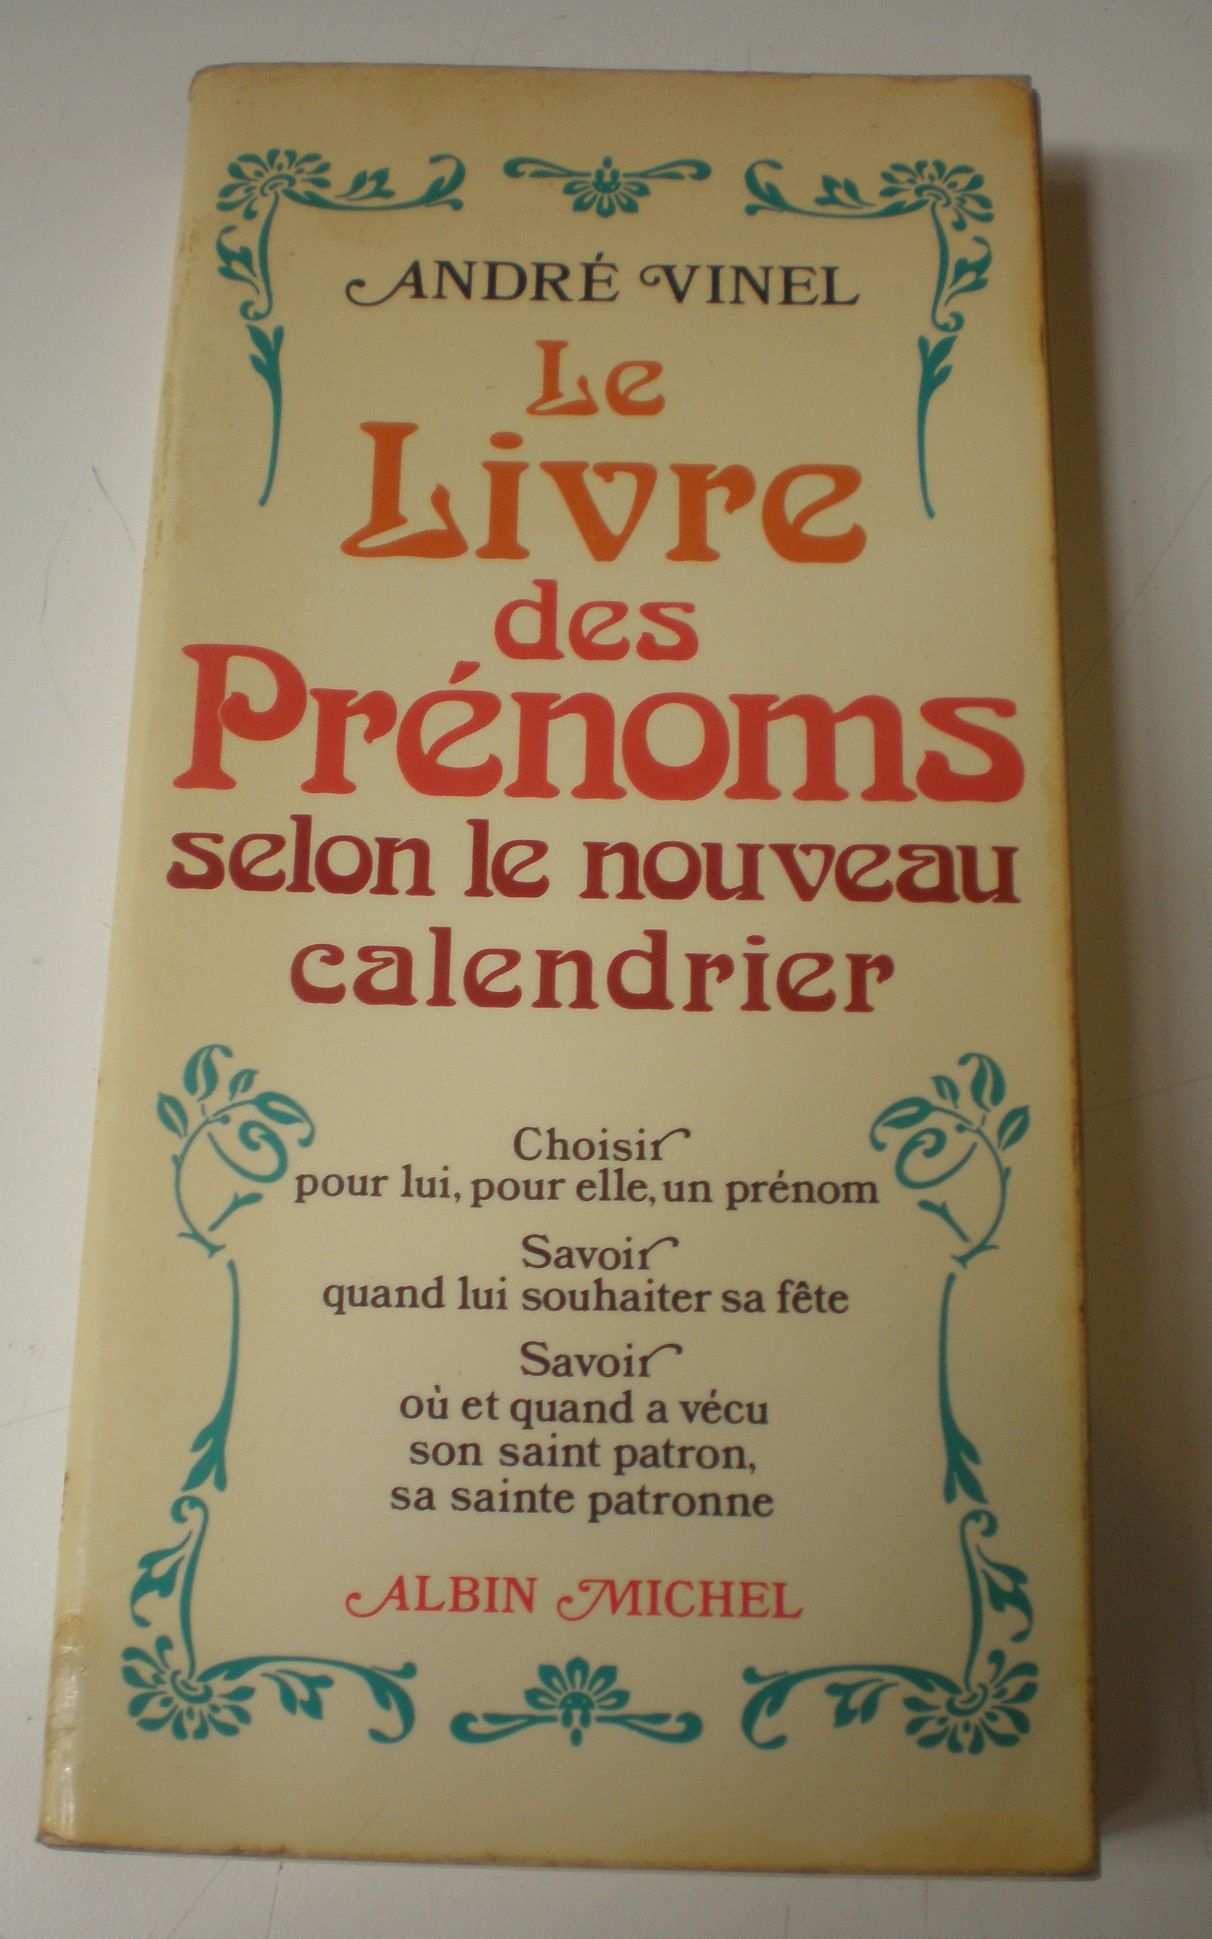 ANDRÉ VINEL
Le
Livre
des
Prénoms
selon le nouveau
calendrier
Choisir
pour lui, pour elle, un prénom
Savoir
quand lui souhaiter sa fête
Savoir
où et quand a vécu
son saint patron,
sa sainte patronne
ALBIN MICHEL